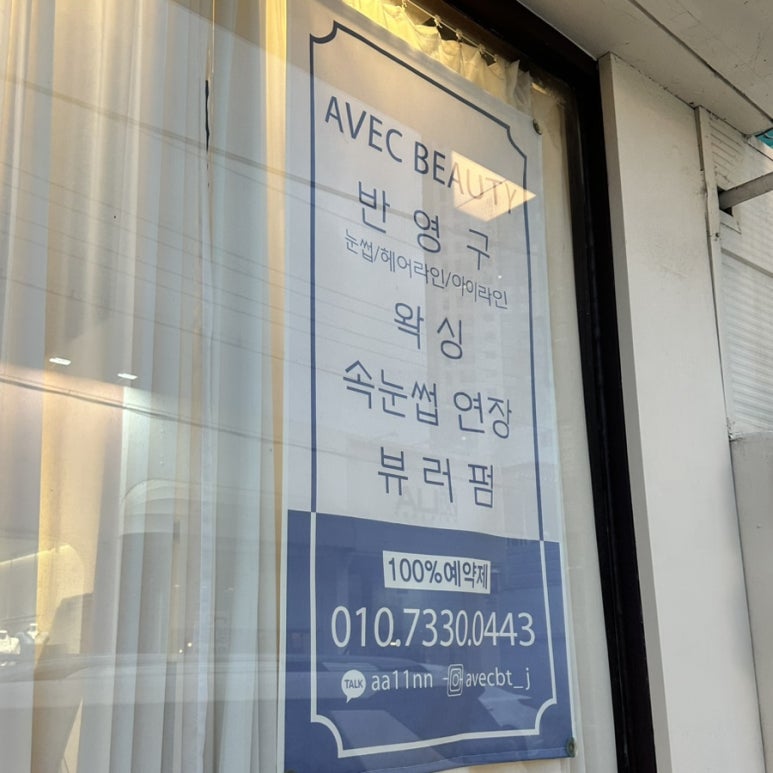 AVEC BEAUTY
반영구
눈썹/헤어라인/아이라인
왁싱
속눈썹 연장
뷰러펌
100%예약제
010.7330.0443
TALK aa11nn avecbt_j